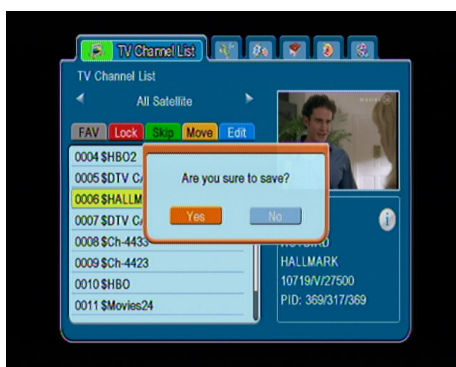 TV Channel List
TV Channel List
All Satellite
FAV Lock Skip Move Edit
0004 $HBO2
0005 $DTV
0006 $HALLM
0007 $DTV
0008 $Ch-4433
0009 $Ch-4423
0010 $HBO
0011 $Movies24
Are you sure to save?
Yes No
HALLMARK
10719/V/27500
PID: 369/317/369